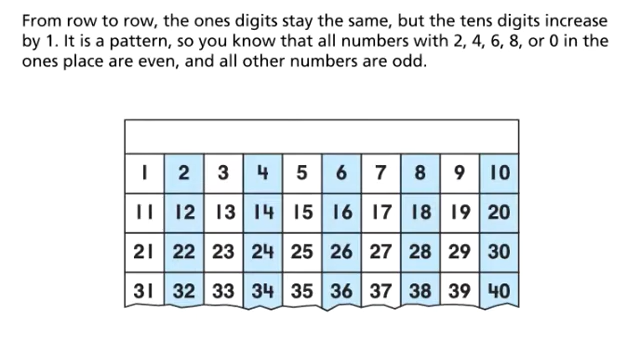 From row to row, the ones digits stay the same, but the tens digits increase
by 1. It is a pattern, so you know that all numbers with 2, 4, 6, 8, or 0 in the
ones place are even, and all other numbers are odd.
1 2 3 4 5 6 7 8 9 10
11 12 13 14 15 16 17 18 19 20
21 22 23 24 25 26 27 28 29 30
31 32 33 34 35 36 37 38 39 40